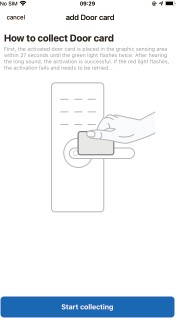 No SIM 09:29
cancel add Door card
How to collect Door card
First, the activated door card is placed in the graphic sensing area
within 27 seconds until the green light flashes twice. After hearing
the long sound, the activation is successful. If the red light flashes,
the activation fails and needs to be retried.
Start collecting